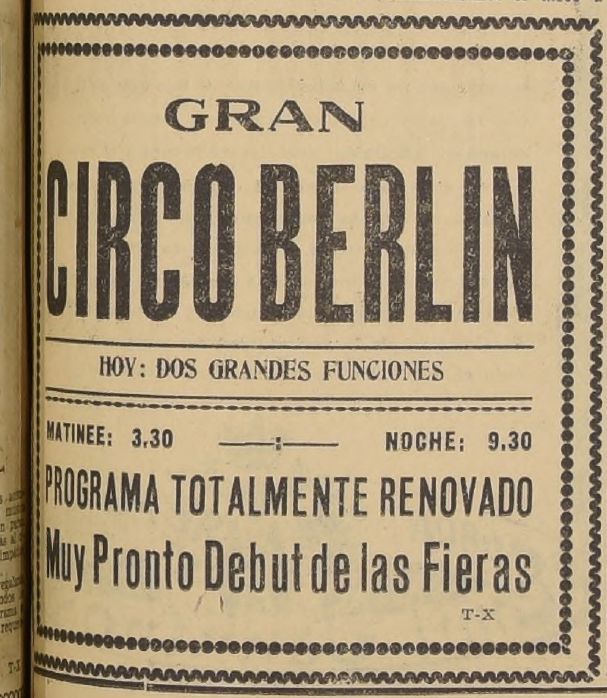 GRAN
CIRCO BERLIN
HOY: DOS GRANDES FUNCIONES
MATINEE: 3.30 NOCHE: 9.30
PROGRAMA TOTALMENTE RENOVADO
Muy Pronto Debut de las Fieras
T-X